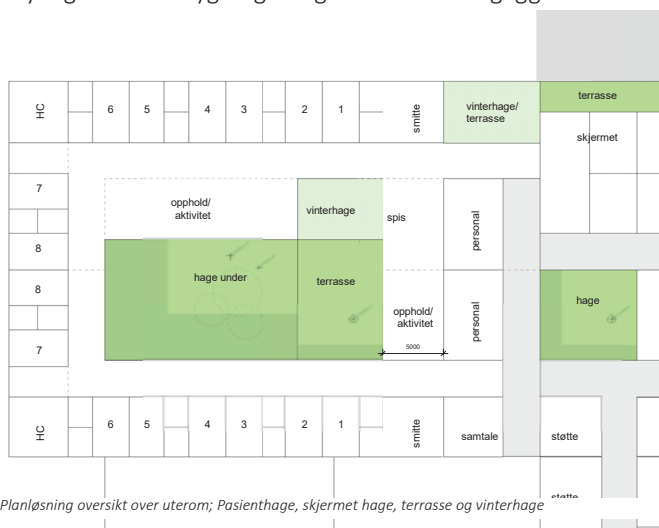 terrasse
HC
6
5
4
3
2
1
smitte
vinterhage/
terrasse
skjermet
7
opphold/
aktivitet
vinterhage
spis
personal
8
hage under
terrasse
8
opphold/
aktivitet
personal
hage
5000
7
HC
6
5
4
3
2
1
smitte
samtale
støtte
Planløsning oversikt over uterom; Pasienthage, skjermet hage, terrasse og vinterhage